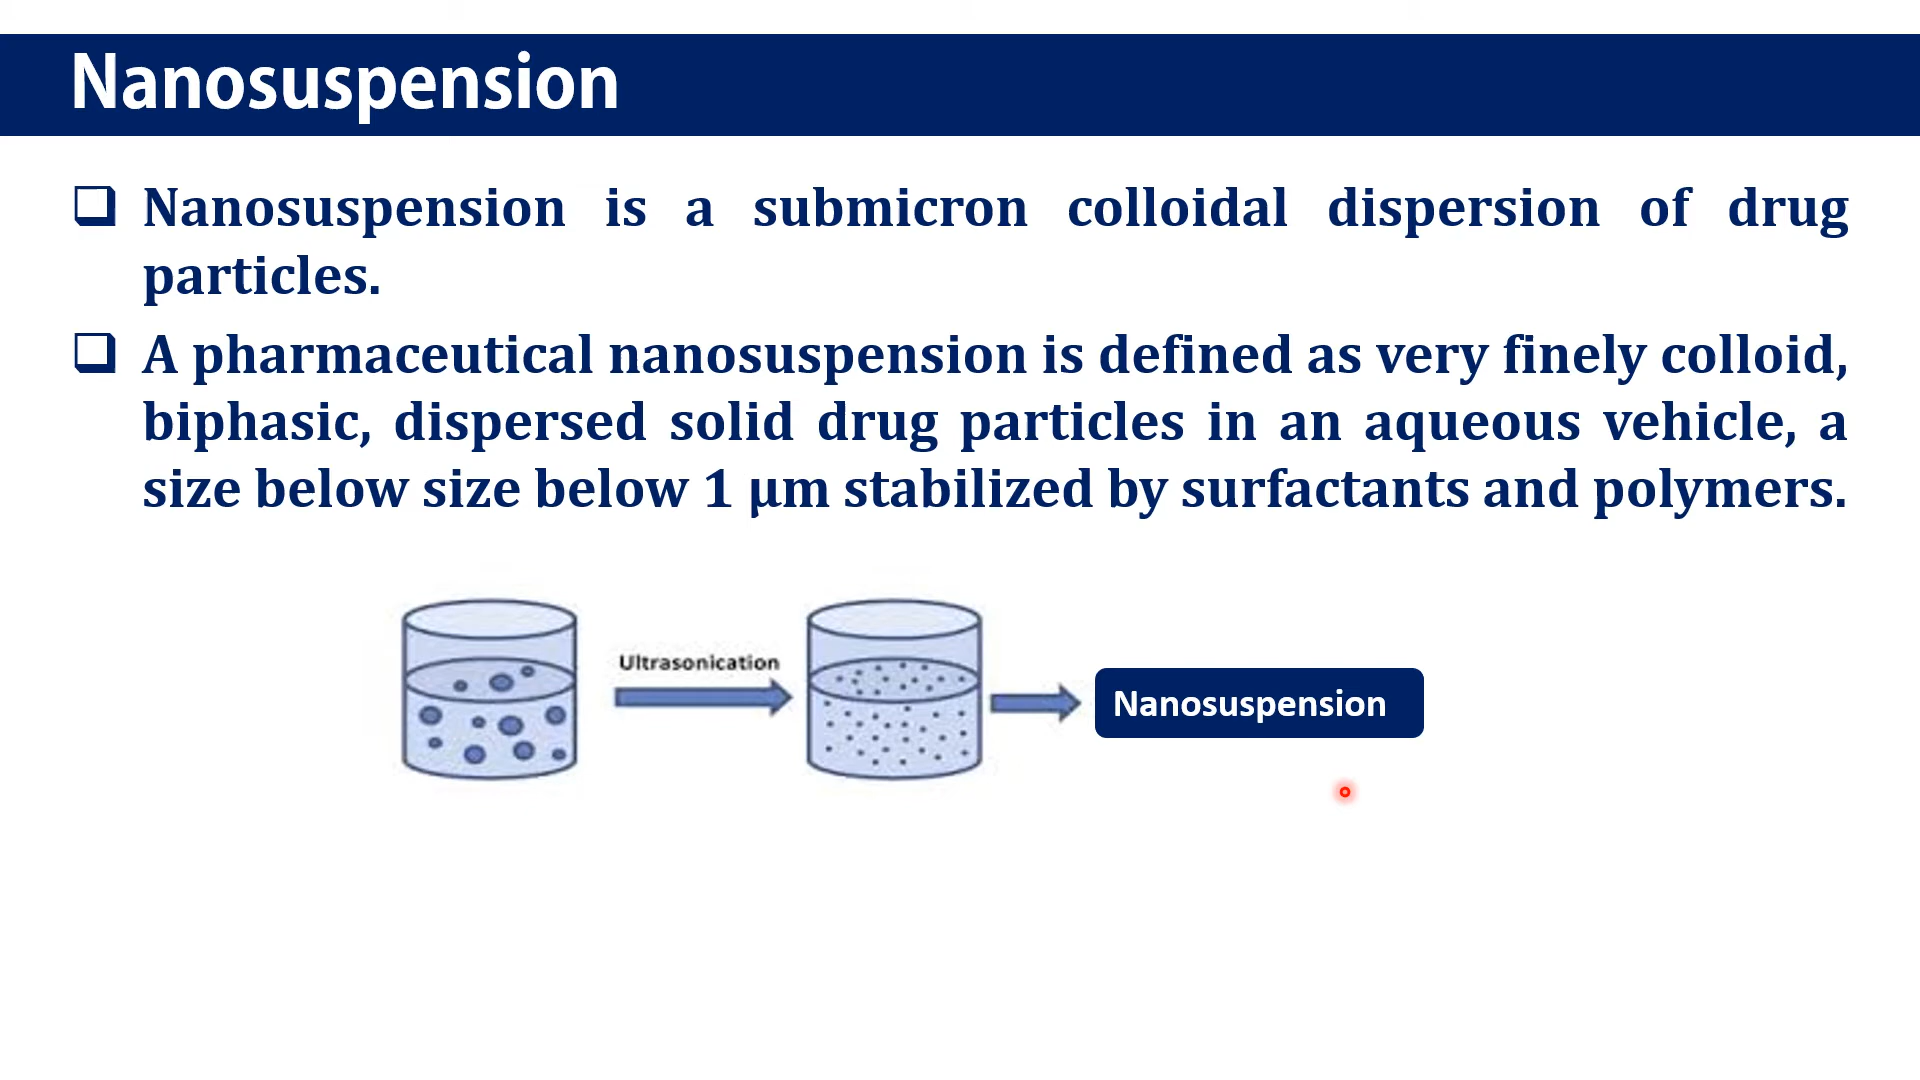 Nanosuspension
Nanosuspension is a submicron colloidal dispersion of drug
particles.
A pharmaceutical nanosuspension is defined as very finely colloid,
biphasic, dispersed solid drug particles in an aqueous vehicle, a
size below size below 1 µm stabilized by surfactants and polymers.
Ultrasonication
Nanosuspension